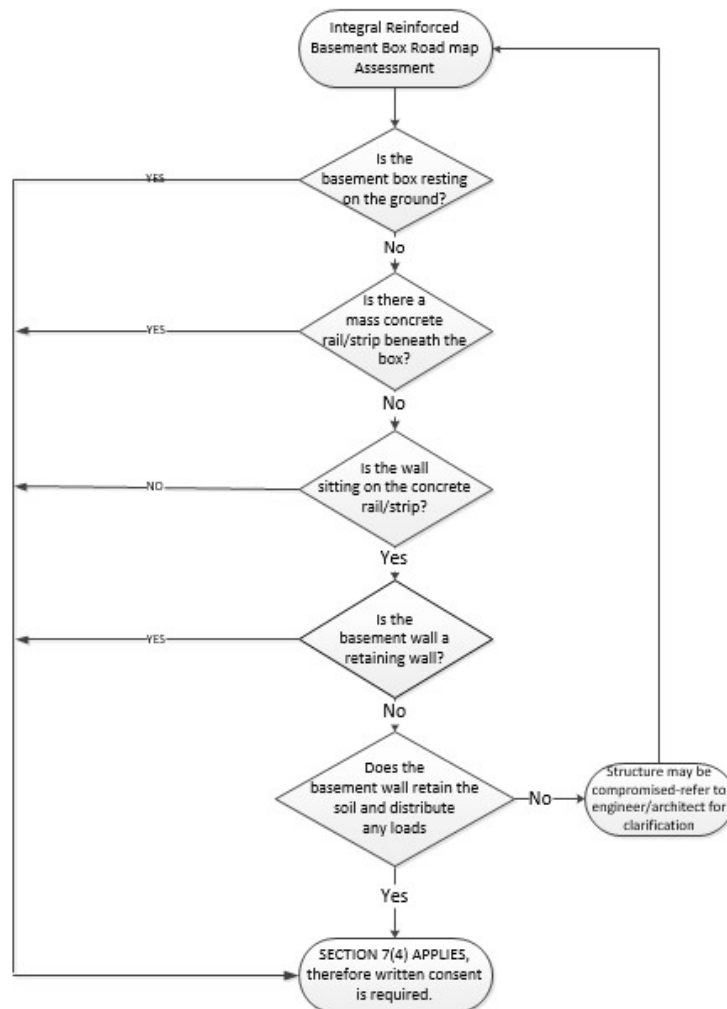 Integral Reinforced
Basement Box Road map
Assessment
Is the
basement box resting
on the ground?
YES
No
Is there a
mass concrete
rail/strip beneath the
box?
YES
No
Is the wall
sitting on the concrete
rail/strip?
NO
Yes
Is the
basement wall a
retaining wall?
YES
No
Does the
basement wall retain the
soil and distribute
any loads
No
Structure may be
compromised-refer to
engineer/architect for
clarification
Yes
SECTION 7(4) APPLIES,
therefore written consent
is required.